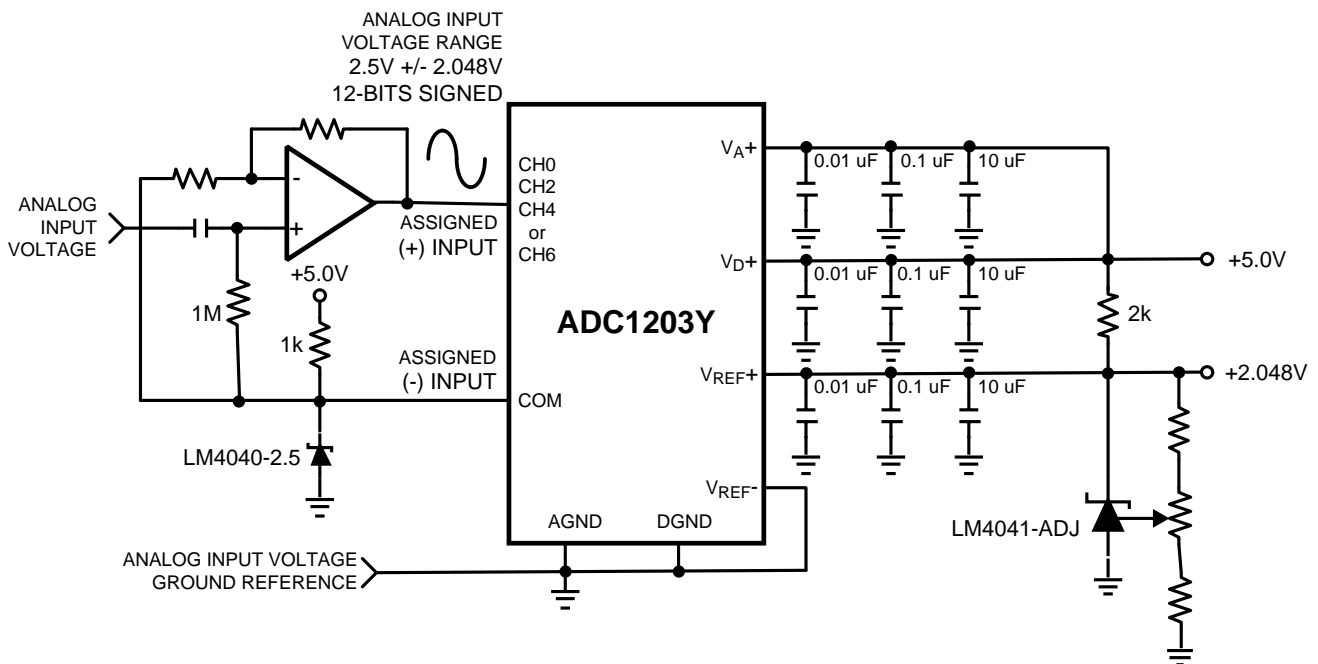 ANALOG INPUT
VOLTAGE RANGE
2.5V +/- 2.048V
12-BITS SIGNED
ANALOG
INPUT
VOLTAGE
-
+
ASSIGNED
(+) INPUT
+5.0V
1M
1k
ASSIGNED
(-) INPUT
LM4040-2.5
CH0
CH2
CH4
or
CH6
ADC1203Y
COM
AGND
DGND
VA+
VD+
VREF+
VREF-
0.01 uF
0.1 uF
10 uF
0.01 uF
0.1 uF
10 uF
0.01 uF
0.1 uF
10 uF
+5.0V
2k
+2.048V
LM4041-ADJ
ANALOG INPUT VOLTAGE
GROUND REFERENCE